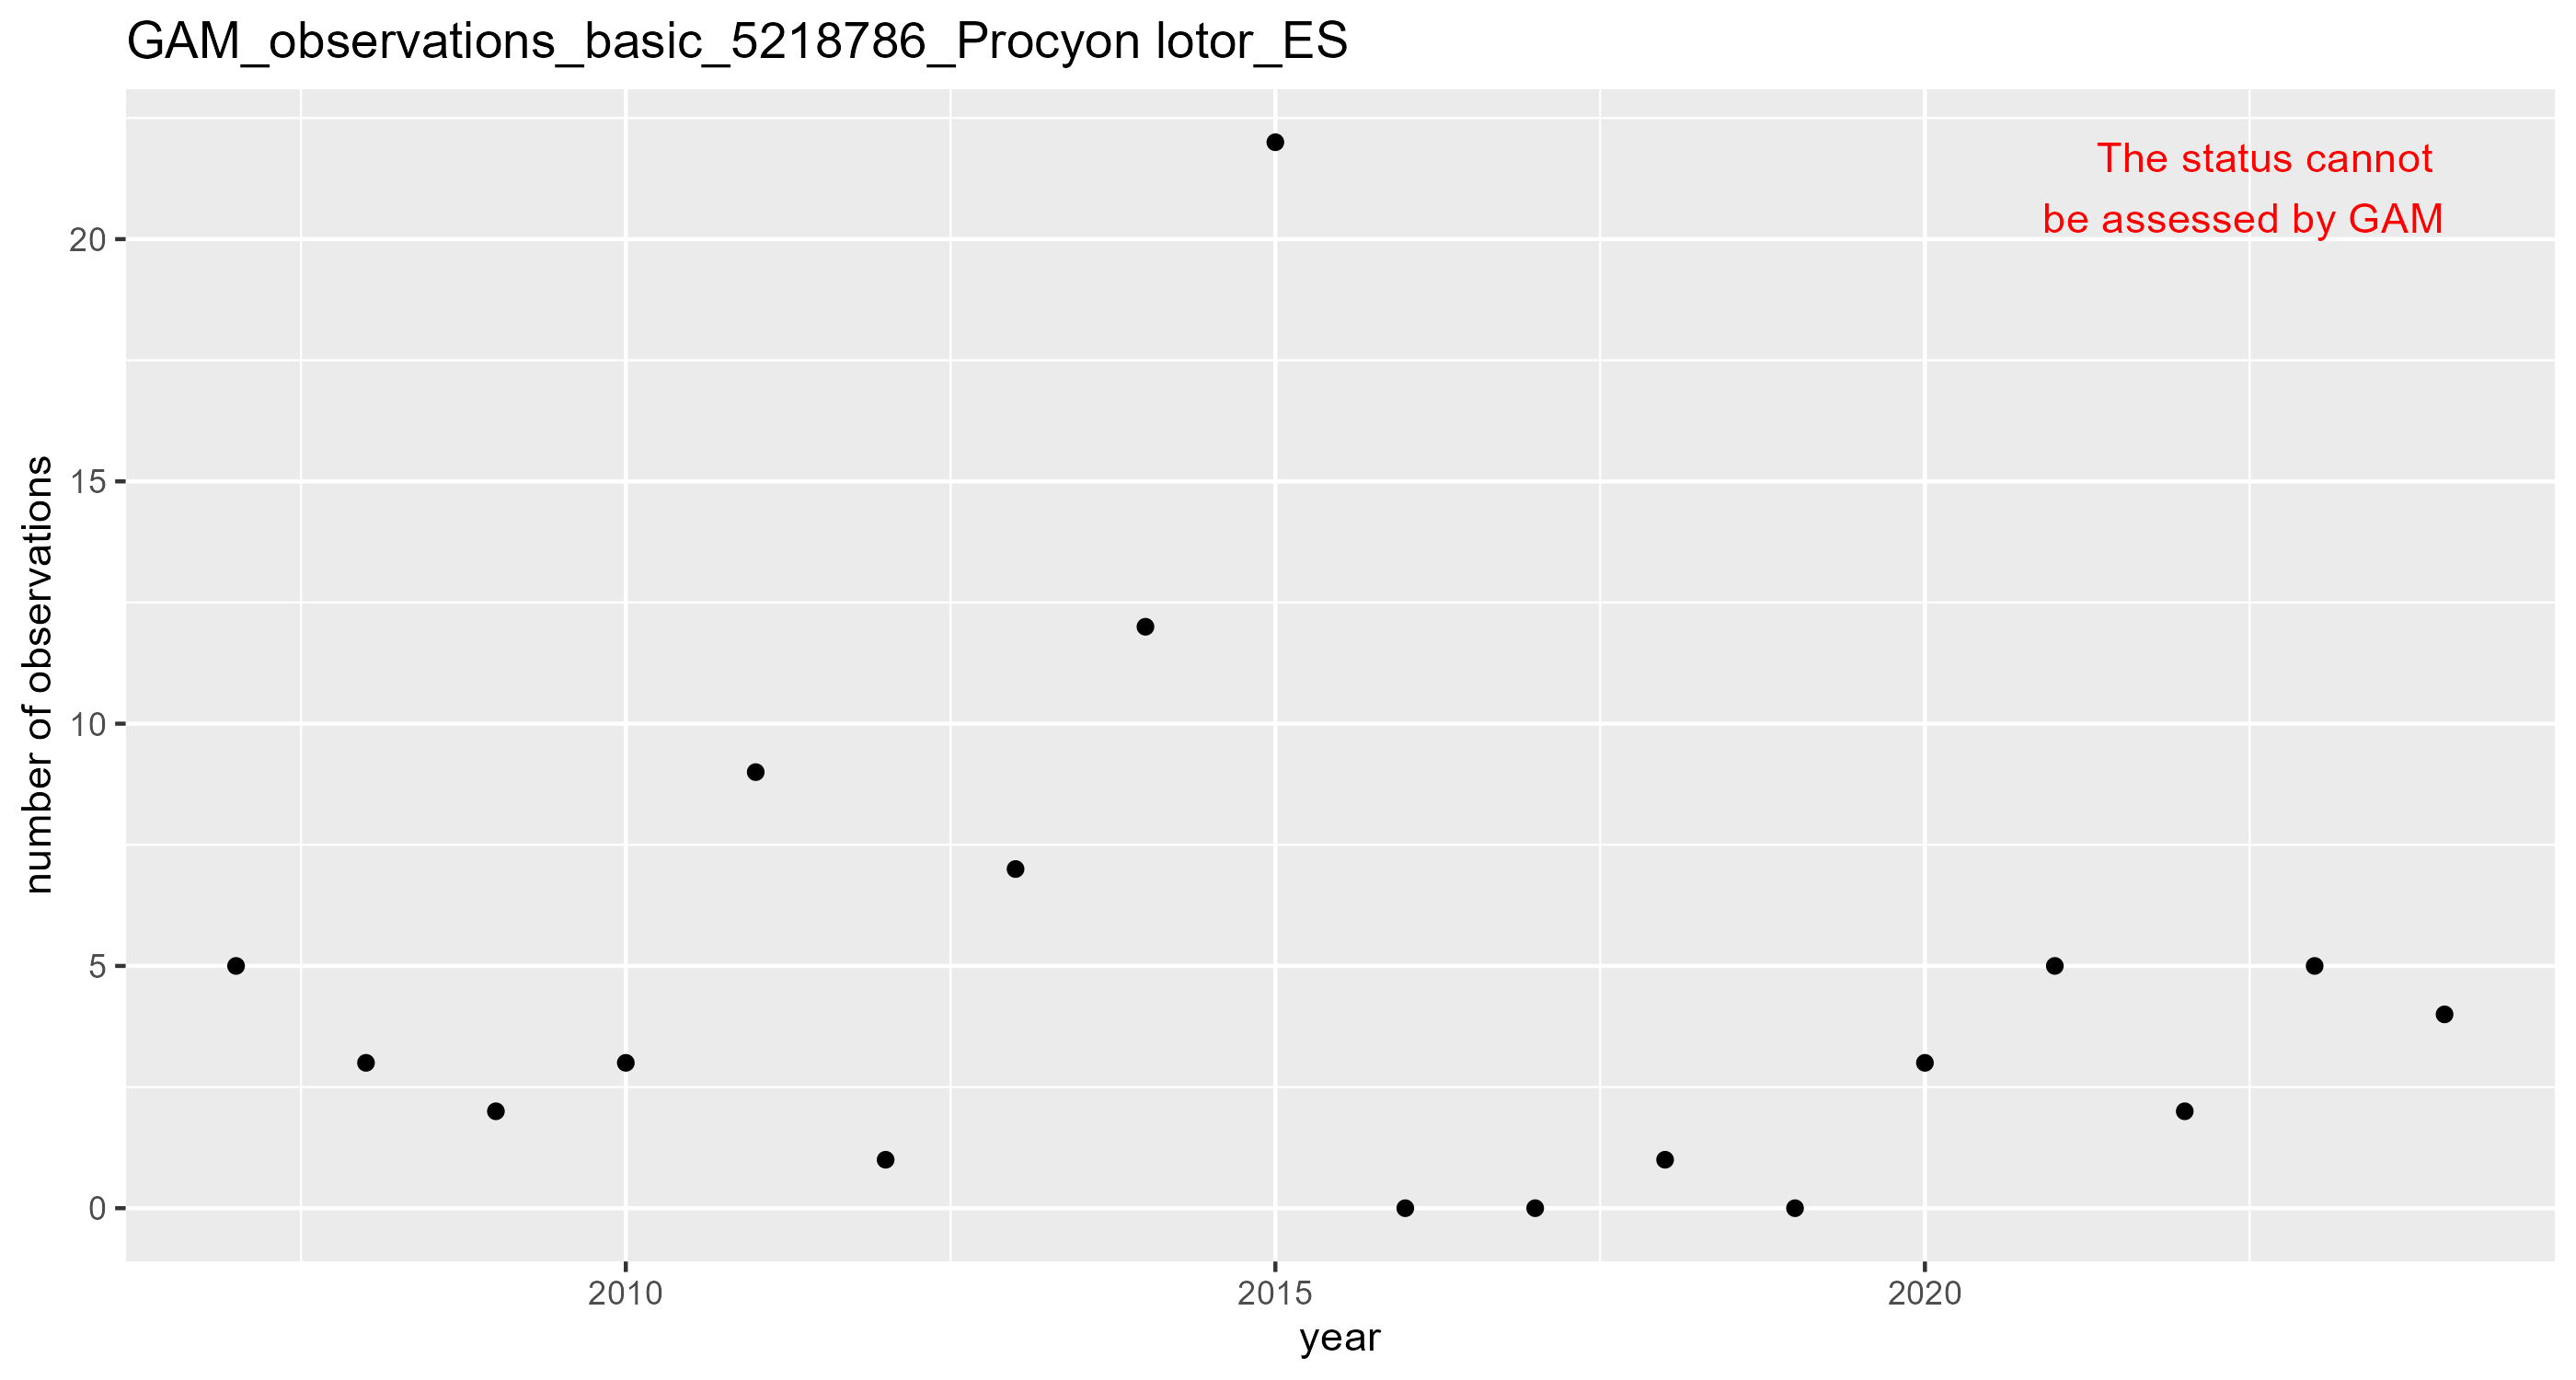 GAM_observations_basic_5218786_Procyon lotor_ES
The status cannot
be assessed by GAM
20
15
10
5
0
number of observations
2010
2015
2020
year